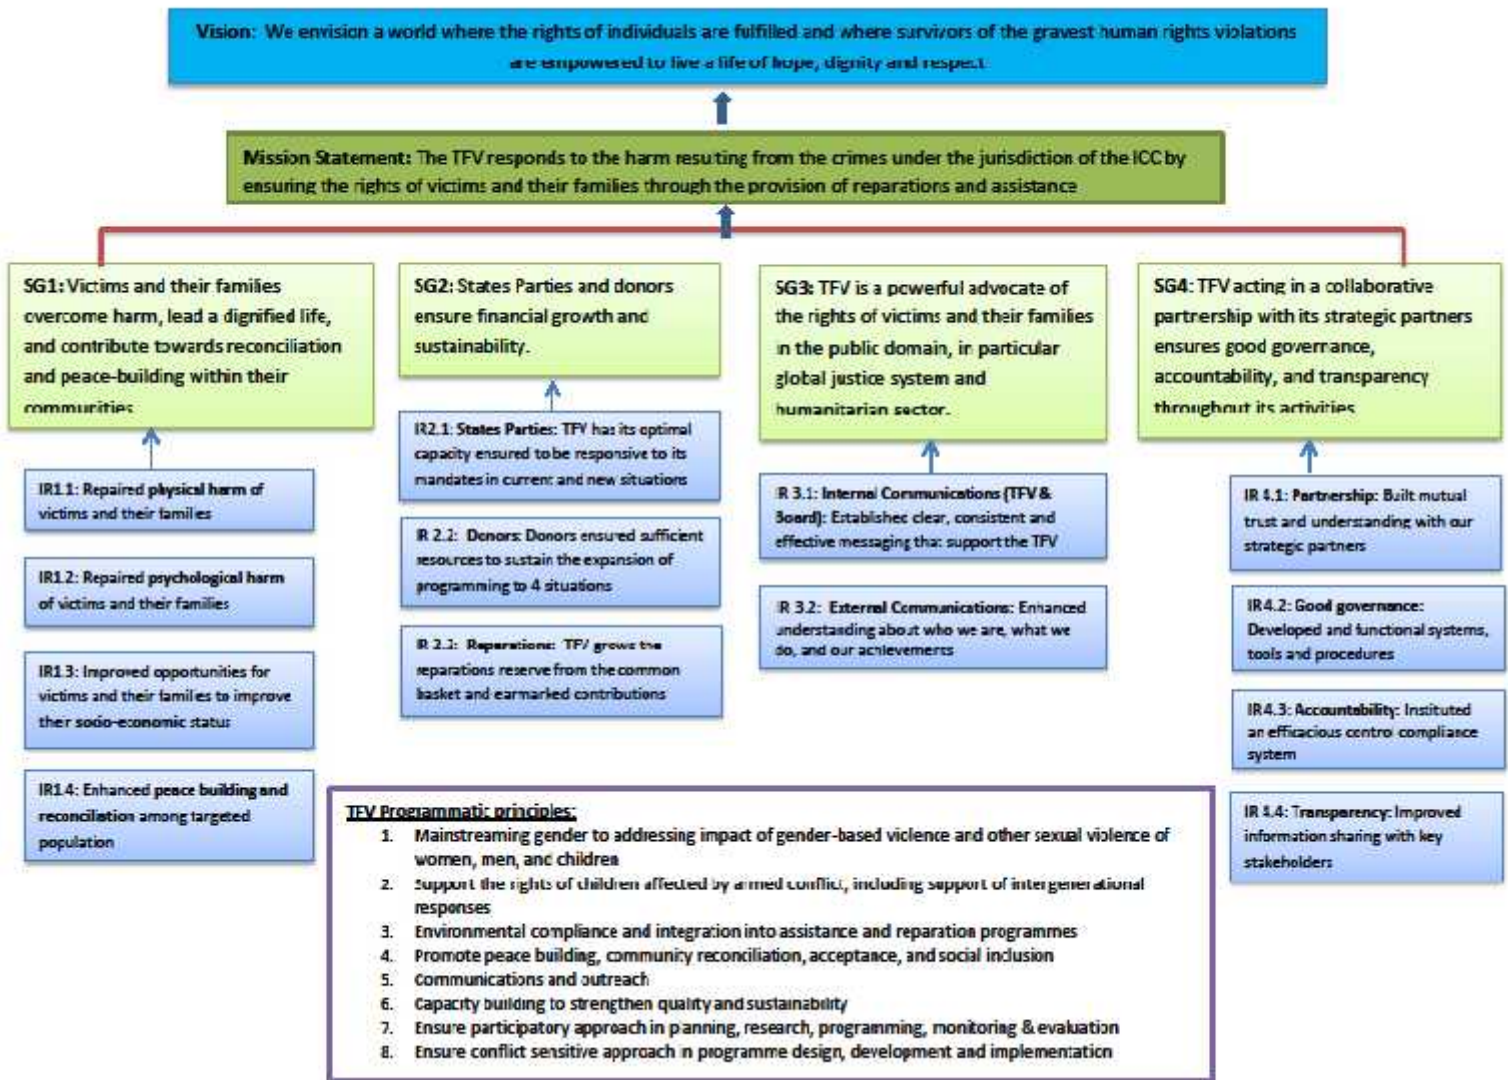 Vision: We envision a world where the rights of individuals are fulfilled and where survivors of the gravest human rights violations
are empowered to live a life of hope, dignity and respect
Mission Statement: The TFV responds to the harm resulting from the crimes under the jurisdiction of the ICC by
ensuring the rights of victims and their families through the provision of reparations and assistance
SG1: Victims and their families
overcome harm, lead a dignified life,
and contribute towards reconciliation
and peace-building within their
communities
IR1.1: Repaired physical harm of
victims and their families
IR1.2: Repaired psychological harm
of victims and their families
IR1.3: Improved opportunities for
victims and their families to improve
their socio-economic status
IR1.4: Enhanced peace building and
reconciliation among targeted
population
SG2: States Parties and donors
ensure financial growth and
sustainability.
IR2.1: States Parties: TFV has its optimal
capacity ensured to be responsive to its
mandates in current and new situations
IR 2.2: Donors: Donors ensured sufficient
resources to sustain the expansion of
programming to 4 situations
IR 2.3: Reparations: TFV grows the
reparations reserve from the common
basket and earmarked contributions
SG3: TFV is a powerful advocate of
the rights of victims and their families
in the public domain, in particular
global justice system and
humanitarian sector.
IR 3.1: Internal Communications (TFV &
Board): Established clear, consistent and
effective messaging that support the TFV
IR 3.2: External Communications: Enhanced
understanding about who we are, what we
do, and our achievements
SG4: TFV acting in a collaborative
partnership with its strategic partners
ensures good governance,
accountability, and transparency
throughout its activities
IR 4.1: Partnership: Built mutual
trust and understanding with our
strategic partners
IR4.2: Good governance:
Developed and functional systems,
tools and procedures
IR4.3: Accountability: Instituted
an efficacious control compliance
system
IR 4.4: Transparency: Improved
information sharing with key
stakeholders
TFV Programmatic principles:
1. Mainstreaming gender to addressing impact of gender-based violence and other sexual violence of
women, men, and children
2. Support the rights of children affected by armed conflict, including support of intergenerational
responses
3. Environmental compliance and integration into assistance and reparation programmes
4. Promote peace building, community reconciliation, acceptance, and social inclusion
5. Communications and outreach
6. Capacity building to strengthen quality and sustainability
7. Ensure participatory approach in planning, research, programming, monitoring & evaluation
8. Ensure conflict sensitive approach in programme design, development and implementation